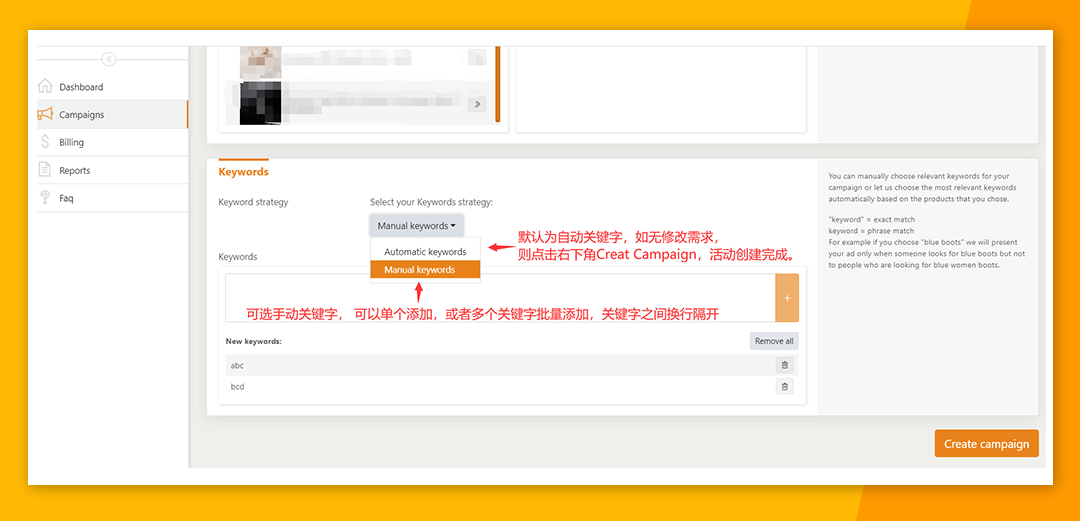 Dashboard
Campaigns
Billing
Reports
Faq
Keywords
Keyword strategy
Select your Keywords strategy:
Manual keywords
Automatic keywords
Manual keywords
默认为自动关键字，如无修改需求，
则点击右下角Creat Campaign，活动创建完成。
Keywords
+
可选手动关键字， 可以单个添加，或者多个关键字批量添加，关键字之间换行隔开
New keywords:
Remove all
abc
bcd
You can manually choose relevant keywords for your
campaign or let us choose the most relevant keywords
automatically based on the products that you chose.
"keyword" = exact match
keyword = phrase match
For example if you choose "blue boots" we will present
your ad only when someone looks for blue boots but not
to people who are looking for blue women boots.
Create campaign